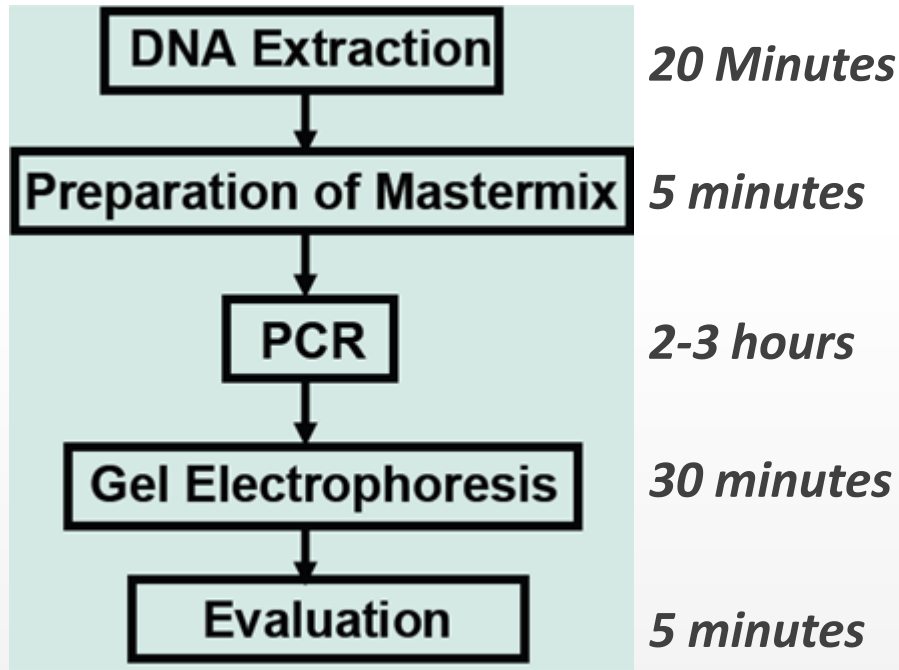 DNA Extraction
20 Minutes
Preparation of Mastermix
5 minutes
PCR
2-3 hours
Gel Electrophoresis
30 minutes
Evaluation
5 minutes